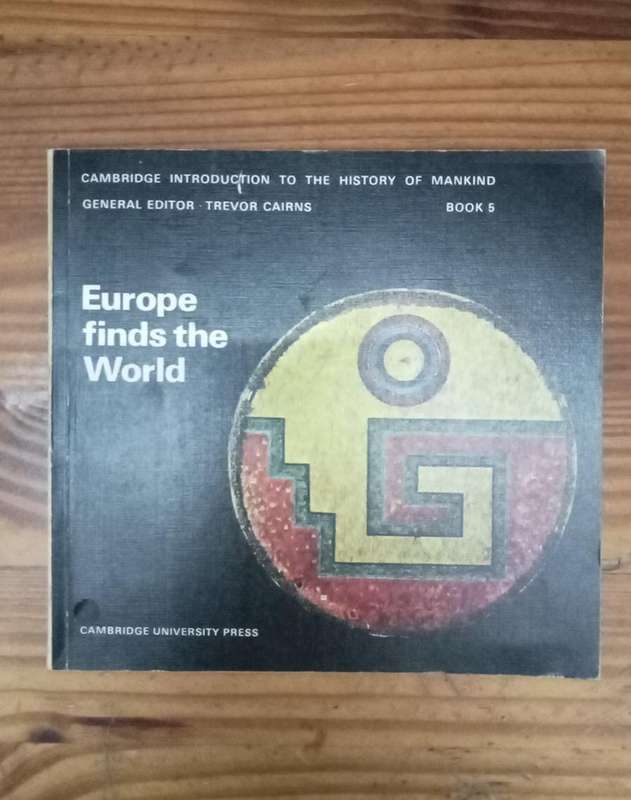 CAMBRIDGE INTRODUCTION TO THE HISTORY OF MANKIND
GENERAL EDITOR · TREVOR CAIRNS BOOK 5
Europe
finds the
World
CAMBRIDGE UNIVERSITY PRESS